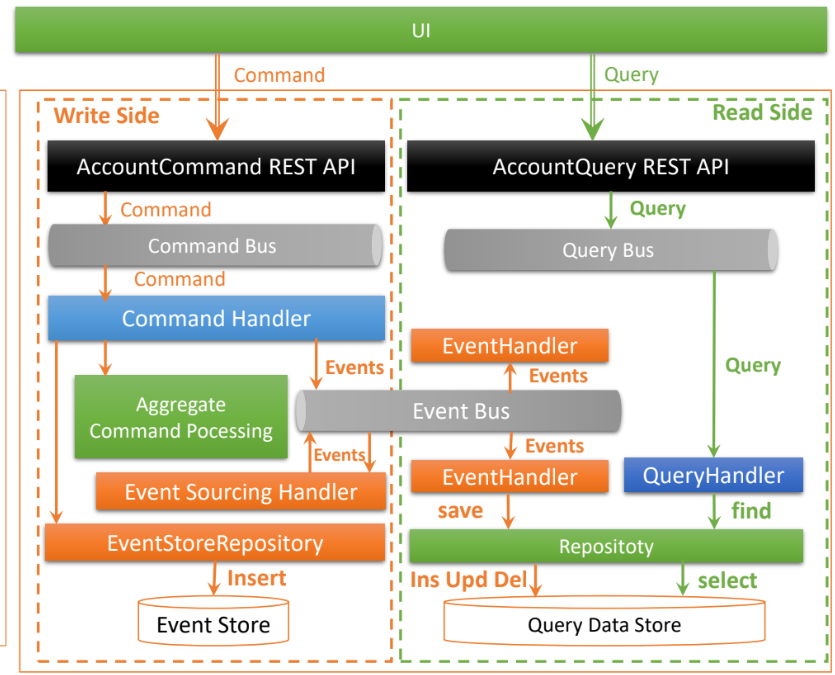 UI
Command
Query
Write Side
Read Side
AccountCommand REST API
AccountQuery REST API
Command
Query
Command Bus
Query Bus
Command
Command Handler
EventHandler
Events
Events
Query
Aggregate
Command Pocessing
Event Bus
Events
Events
Event Sourcing Handler
EventHandler
QueryHandler
save
find
EventStoreRepository
Repositoty
Insert
Ins Upd Del
select
Event Store
Query Data Store